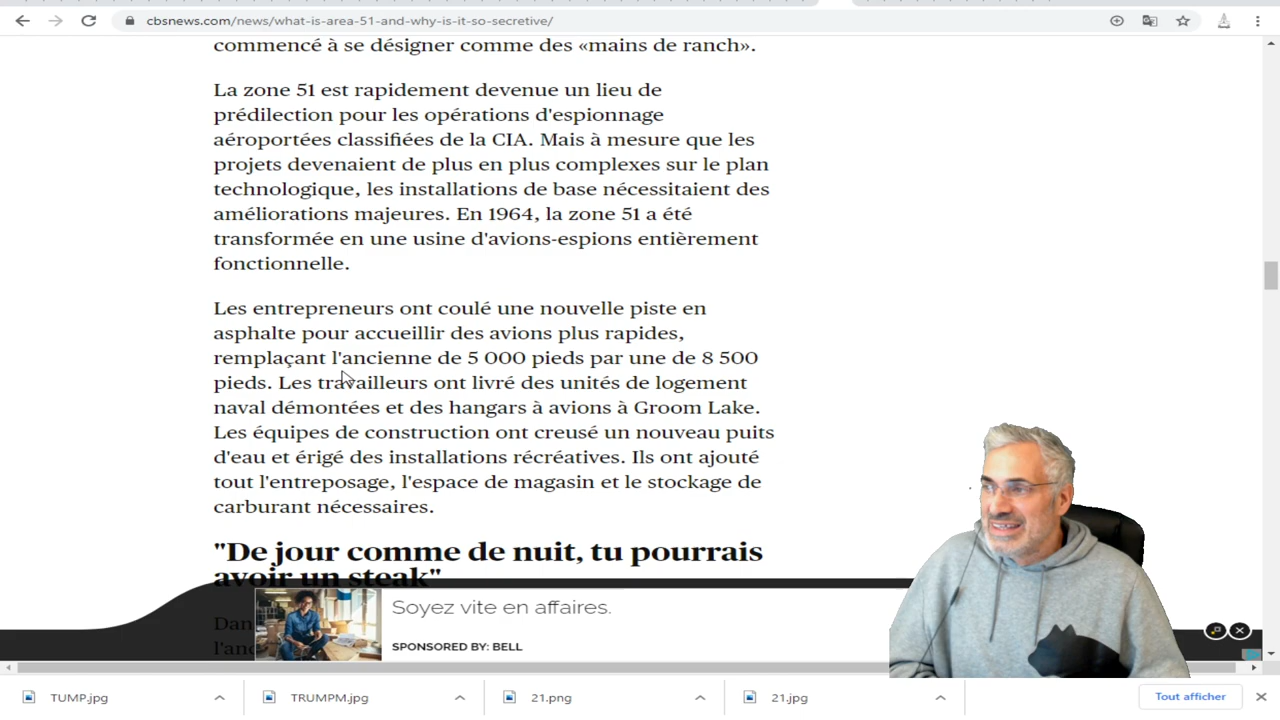 cbsnews.com/news/what-is-area-51-and-why-is-it-so-secretive/
commencé à se désigner comme des «mains de ranch».
La zone 51 est rapidement devenue un lieu de
prédilection pour les opérations d'espionnage
aéroportées classifiées de la CIA. Mais à mesure que les
projets devenaient de plus en plus complexes sur le plan
technologique, les installations de base nécessitaient des
améliorations majeures. En 1964, la zone 51 a été
transformée en une usine d'avions-espions entièrement
fonctionnelle.
Les entrepreneurs ont coulé une nouvelle piste en
asphalte pour accueillir des avions plus rapides,
remplaçant l'ancienne de 5 000 pieds par une de 8 500
pieds. Les travailleurs ont livré des unités de logement
naval démontées et des hangars à avions à Groom Lake.
Les équipes de construction ont creusé un nouveau puits
d'eau et érigé des installations récréatives. Ils ont ajouté
tout l'entreposage, l'espace de magasin et le stockage de
carburant nécessaires.
"De jour comme de nuit, tu pourrais
avoir un steak"
Soyez vite en affaires.
SPONSORED BY: BELL
TUMP.jpg
TRUMPM.jpg
21.png
21.jpg
Tout afficher